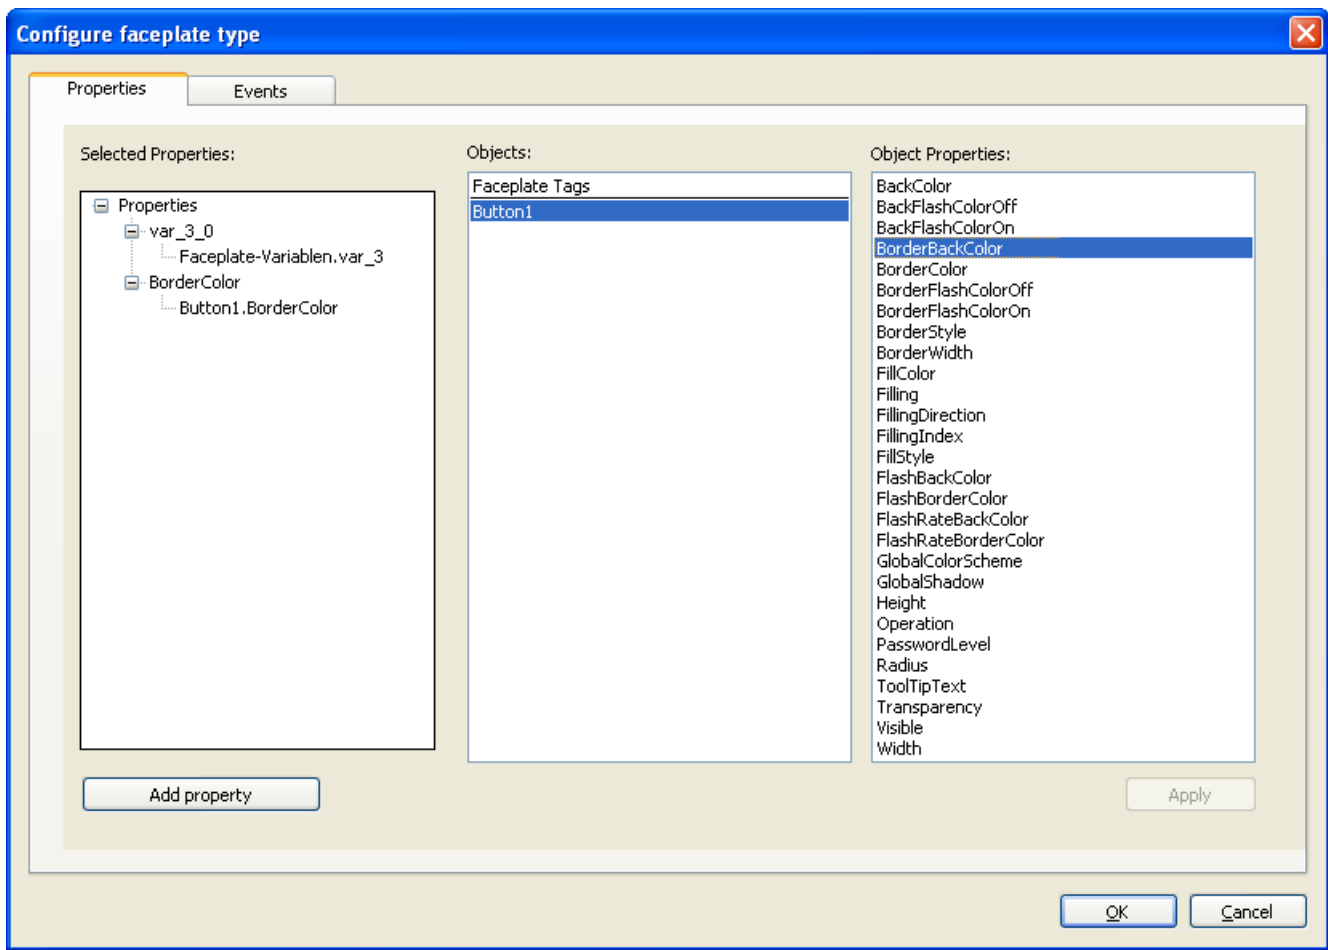 Configure faceplate type
Properties
Events
Selected Properties:
Properties
var_3_0
Faceplate-Variablen.var_3
BorderColor
Button1.BorderColor
Add property
Objects:
Faceplate Tags
Button1
Object Properties:
BackColor
BackFlashColorOff
BackFlashColorOn
BorderBackColor
BorderColor
BorderFlashColorOff
BorderFlashColorOn
BorderStyle
BorderWidth
FillColor
Filling
FillingDirection
FillingIndex
FillStyle
FlashBackColor
FlashBorderColor
FlashRateBackColor
FlashRateBorderColor
GlobalColorScheme
GlobalShadow
Height
Operation
PasswordLevel
Radius
ToolTipText
Transparency
Visible
Width
Apply
OK
Cancel